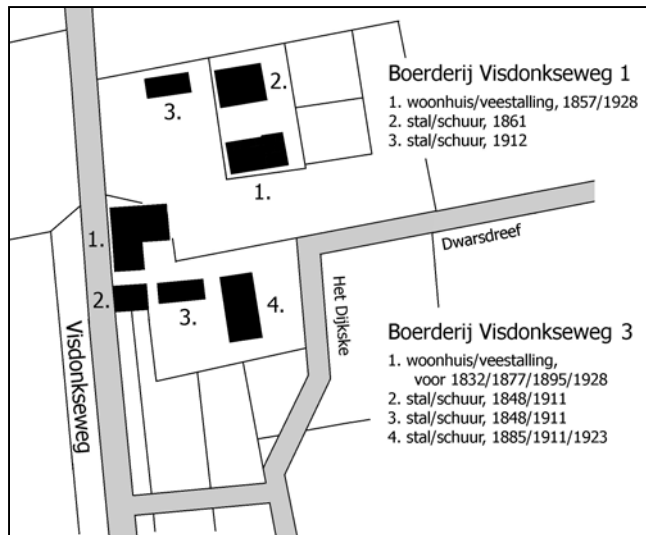 Boerderij Visdonkseweg 1
1. woonhuis/veestalling, 1857/1928
2. stal/schuur, 1861
3. stal/schuur, 1912
2.
3.
1.
1.
2.
3.
4.
Visdonkseweg
Het Dijkske
Dwarsdreef
Boerderij Visdonkseweg 3
1. woonhuis/veestalling,
voor 1832/1877/1895/1928
2. stal/schuur, 1848/1911
3. stal/schuur, 1848/1911
4. stal/schuur, 1885/1911/1923